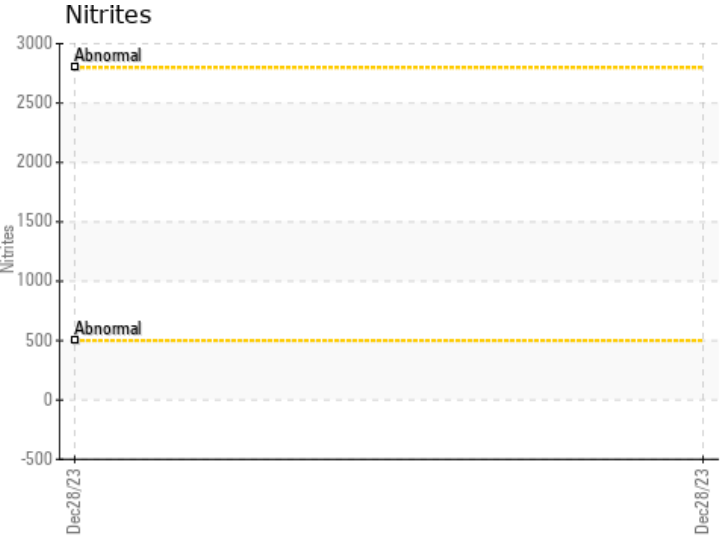 Nitrites
3000
Abnormal
2500
2000
1500
Nitrites
1000
Abnormal
500
0
-500
Dec28/23
Dec28/23